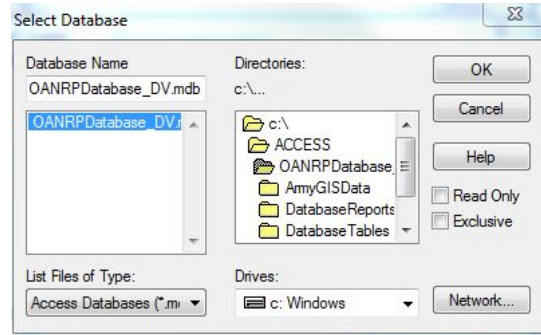 Select Database
Database Name
OANRPDatabase_DV.mdb
OANRPDatabase_DV.r
List Files of Type:
Access Databases (*.m
Directories:
c:\...
c:\
ACCESS
OANRPDatabase_
ArmyGISData
DatabaseReports
DatabaseTables
Drives:
c: Windows
OK
Cancel
Help
Read Only
Exclusive
Network...